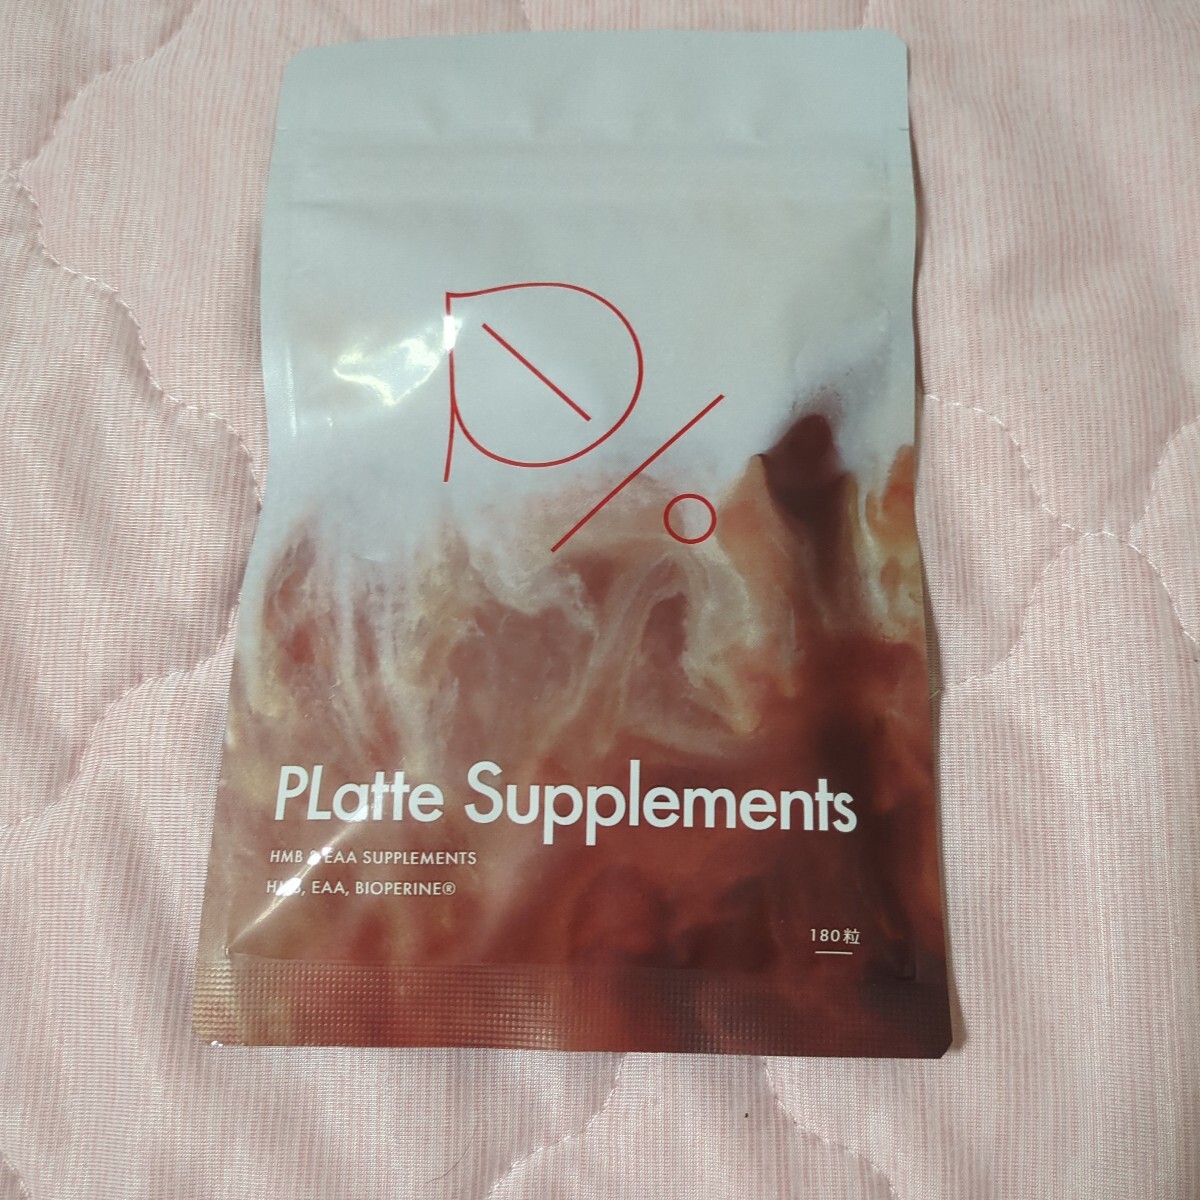 PLatte Supplements
HMB & EAA SUPPLEMENTS
HMB, EAA, BIOPERINE®
180粒